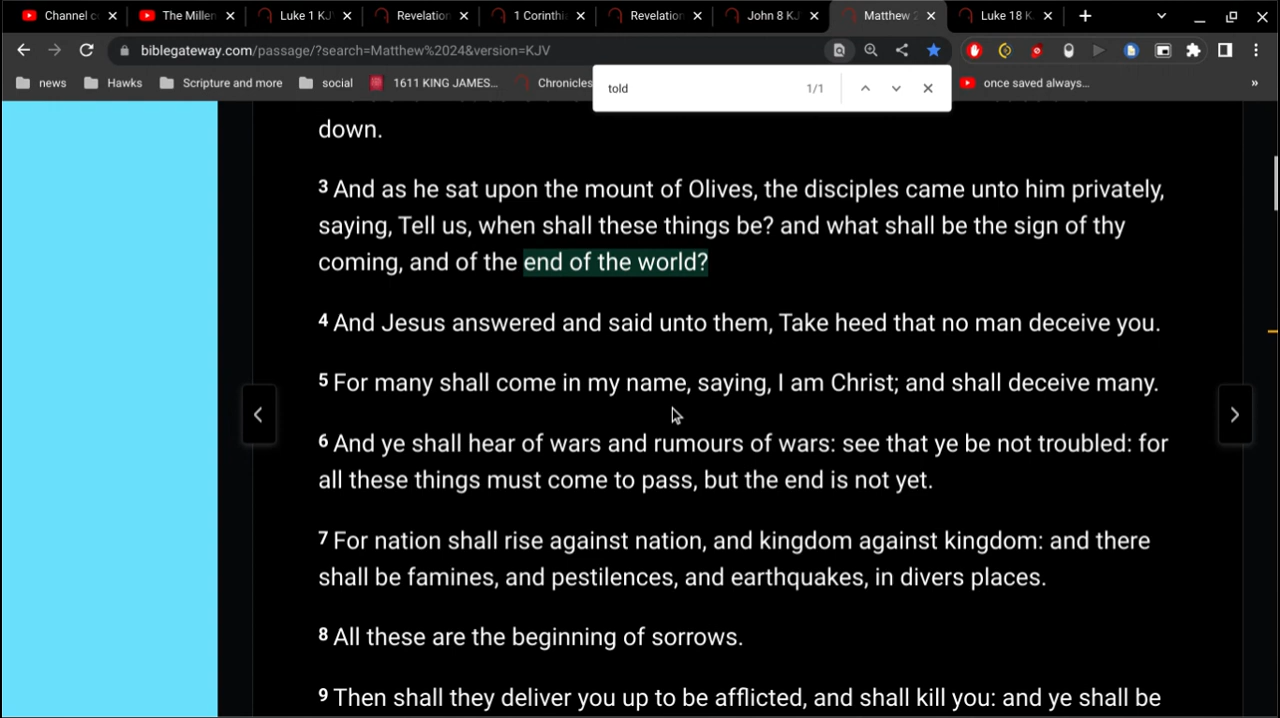 Channel c
The Millen
Luke 1 KJ
Revelation
1 Corinthi
Revelation
John 8 KJ
Matthew 2
Luke 18 K
biblegateway.com/passage/?search=Matthew%2024&version=KJV
news
Hawks
Scripture and more
social
1611 KING JAMES...
Chronicles
once saved always...
»
told 1/1
down.
3 And as he sat upon the mount of Olives, the disciples came unto him privately,
saying, Tell us, when shall these things be? and what shall be the sign of thy
coming, and of the end of the world?
4 And Jesus answered and said unto them, Take heed that no man deceive you.
5 For many shall come in my name, saying, I am Christ; and shall deceive many.
6 And ye shall hear of wars and rumours of wars: see that ye be not troubled: for
all these things must come to pass, but the end is not yet.
7 For nation shall rise against nation, and kingdom against kingdom: and there
shall be famines, and pestilences, and earthquakes, in divers places.
8 All these are the beginning of sorrows.
9 Then shall they deliver you up to be afflicted, and shall kill you: and ye shall be